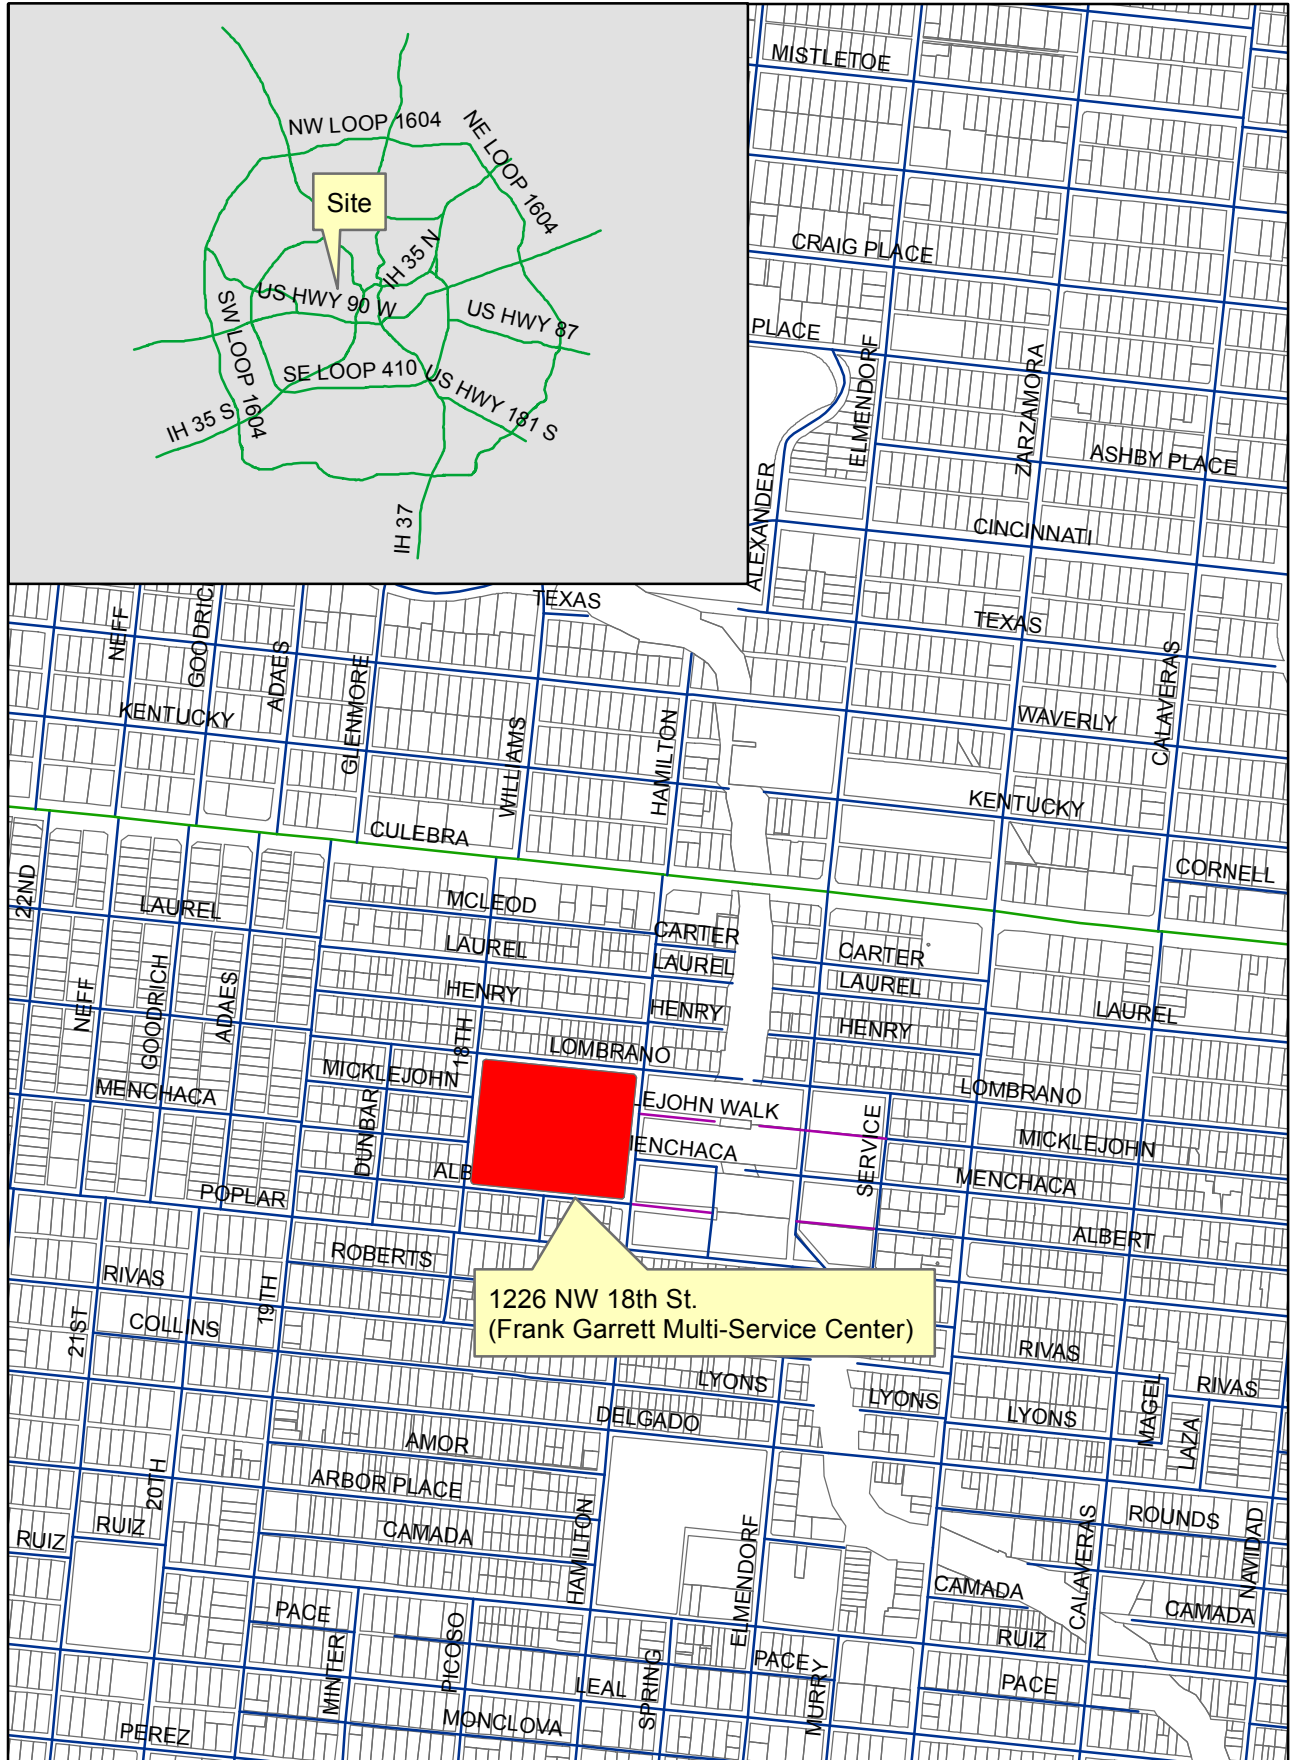 MISTLETOE
NW LOOP 1604
NE LOOP 1604
Site
IH 35 N
US HWY 90 W
US HWY 87
SW LOOP 1604
SE LOOP 410
US HWY 181 S
IH 35 S
IH 37
CRAIG PLACE
PLACE
ELMENDORF
ZARZAMORA
ASHBY PLACE
ALEXANDER
CINCINNATI
TEXAS
TEXAS
NEFF
GOODRIC
ADAES
GLENMORE
KENTUCKY
WILLIAMS
HAMILTON
WAVERLY
CALAVERAS
KENTUCKY
CULEBRA
CORNELL
22ND
LAUREL
MCLEOD
LAUREL
CARTER
CARTER
LAUREL
LAUREL
HENRY
HENRY
HENRY
LAUREL
NEFF
GOODRICH
ADAES
18TH
LOMBRANO
LOMBRANO
MICKLEJOHN
MENCHACA
DUNBAR
LEJOHN WALK
SERVICE
MICKLEJOHN
ENCHACA
MENCHACA
ALB
POPLAR
ALBERT
ROBERTS
RIVAS
19TH
21ST
COLLINS
1226 NW 18th St.
(Frank Garrett Multi-Service Center)
RIVAS
RIVAS
LYONS
LYONS
LYONS
MAGEL
LAZA
DELGADO
AMOR
ARBOR PLACE
20TH
CAMADA
RUIZ
RUIZ
HAMILTON
ELMENDORF
ROUNDS
CALAVERAS
NAVIDAD
CAMADA
CAMADA
PACE
RUIZ
MINTER
PICOSO
SPRING
PACE
MURRY
PACE
LEAL
MONCLOVA
PEREZ